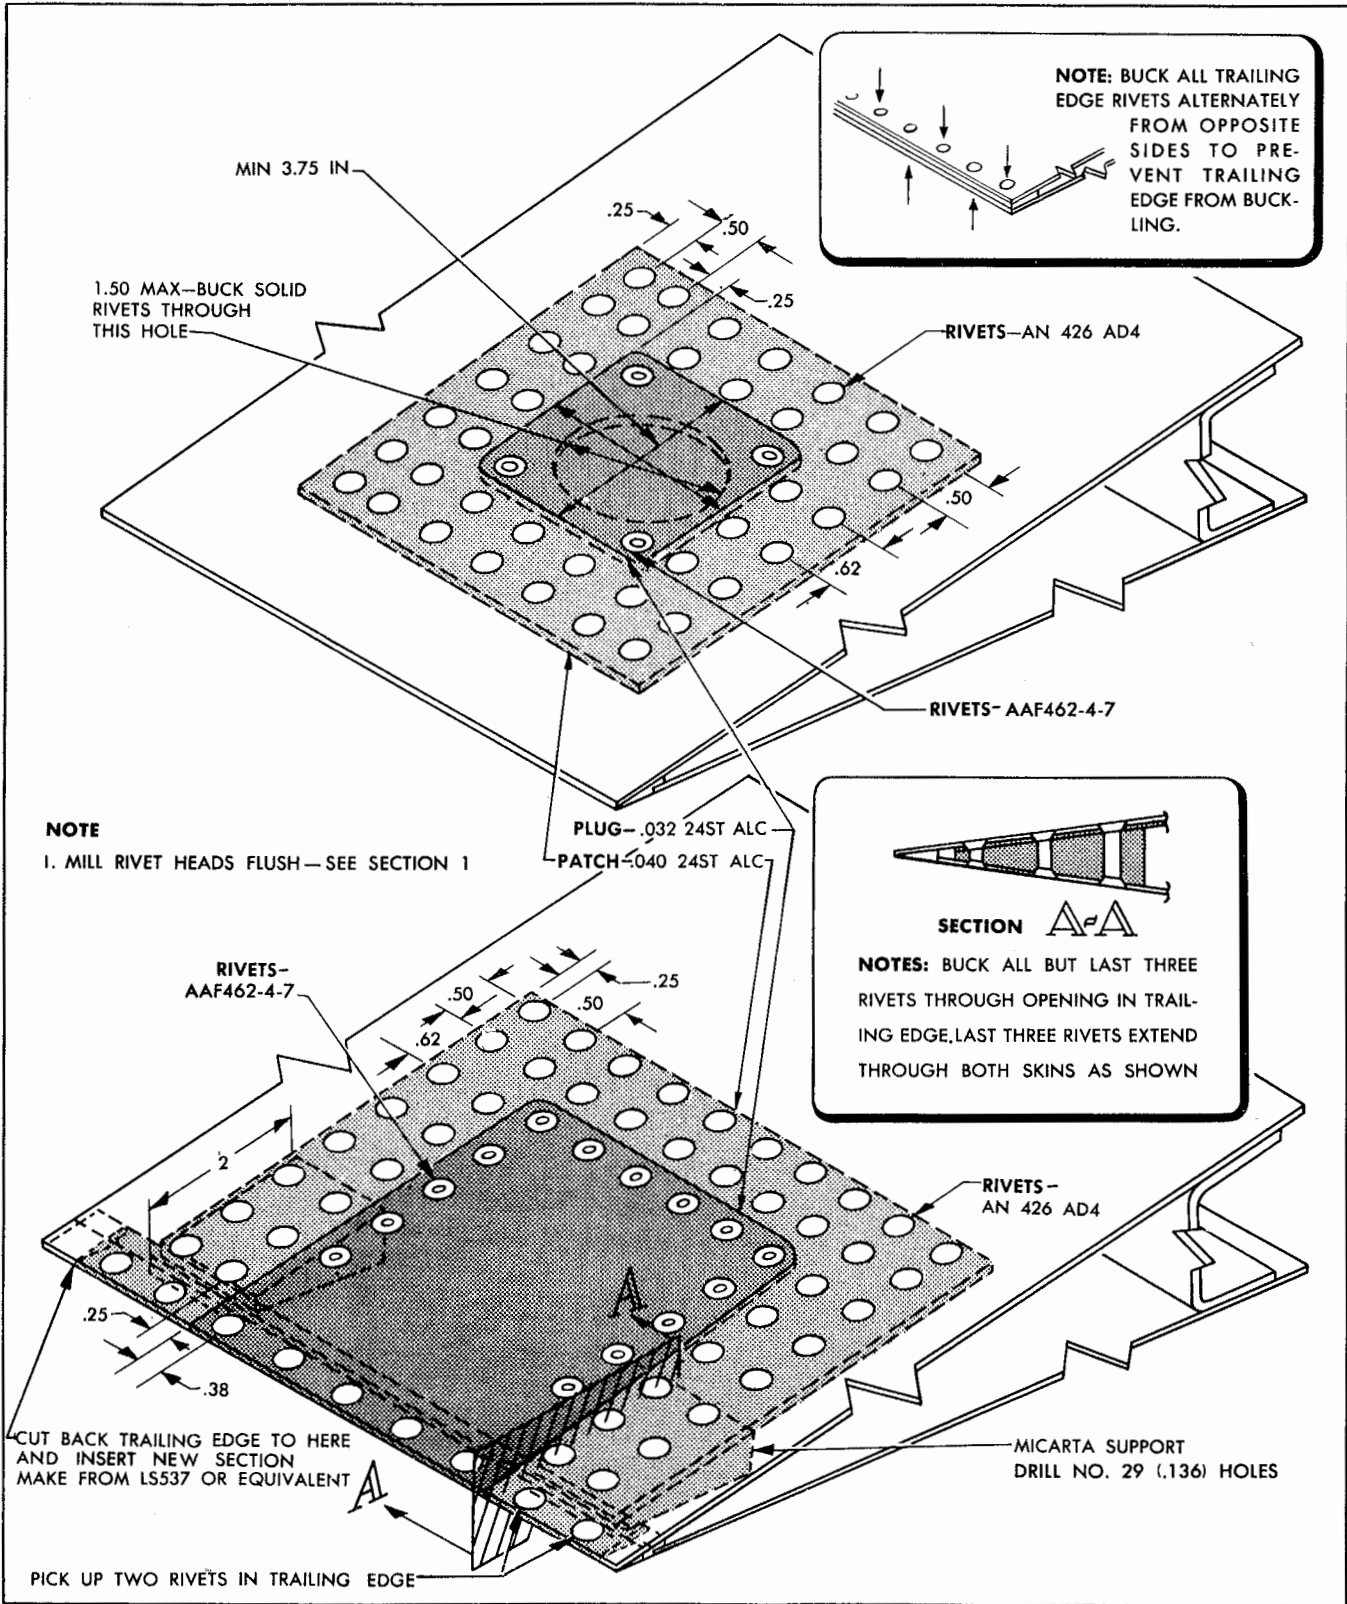 NOTE: BUCK ALL TRAILING
EDGE RIVETS ALTERNATELY
FROM OPPOSITE
SIDES TO PRE-
VENT TRAILING
EDGE FROM BUCK-
LING.
MIN 3.75 IN
.25
.50
.25
1.50 MAX—BUCK SOLID
RIVETS THROUGH
THIS HOLE
RIVETS—AN 426 AD4
.50
.62
RIVETS-AAF462-4-7
NOTE
1. MILL RIVET HEADS FLUSH—SEE SECTION 1
PLUG—.032 24ST ALC
PATCH—.040 24ST ALC
SECTION A-A
NOTES: BUCK ALL BUT LAST THREE
RIVETS THROUGH OPENING IN TRAIL-
ING EDGE. LAST THREE RIVETS EXTEND
THROUGH BOTH SKINS AS SHOWN
RIVETS-
AAF462-4-7
.50
.25
.50
.62
2
RIVETS-
AN 426 AD4
A
.25
.38
CUT BACK TRAILING EDGE TO HERE
AND INSERT NEW SECTION
MAKE FROM LS537 OR EQUIVALENT
A
MICARTA SUPPORT
DRILL NO. 29 (.136) HOLES
PICK UP TWO RIVETS IN TRAILING EDGE